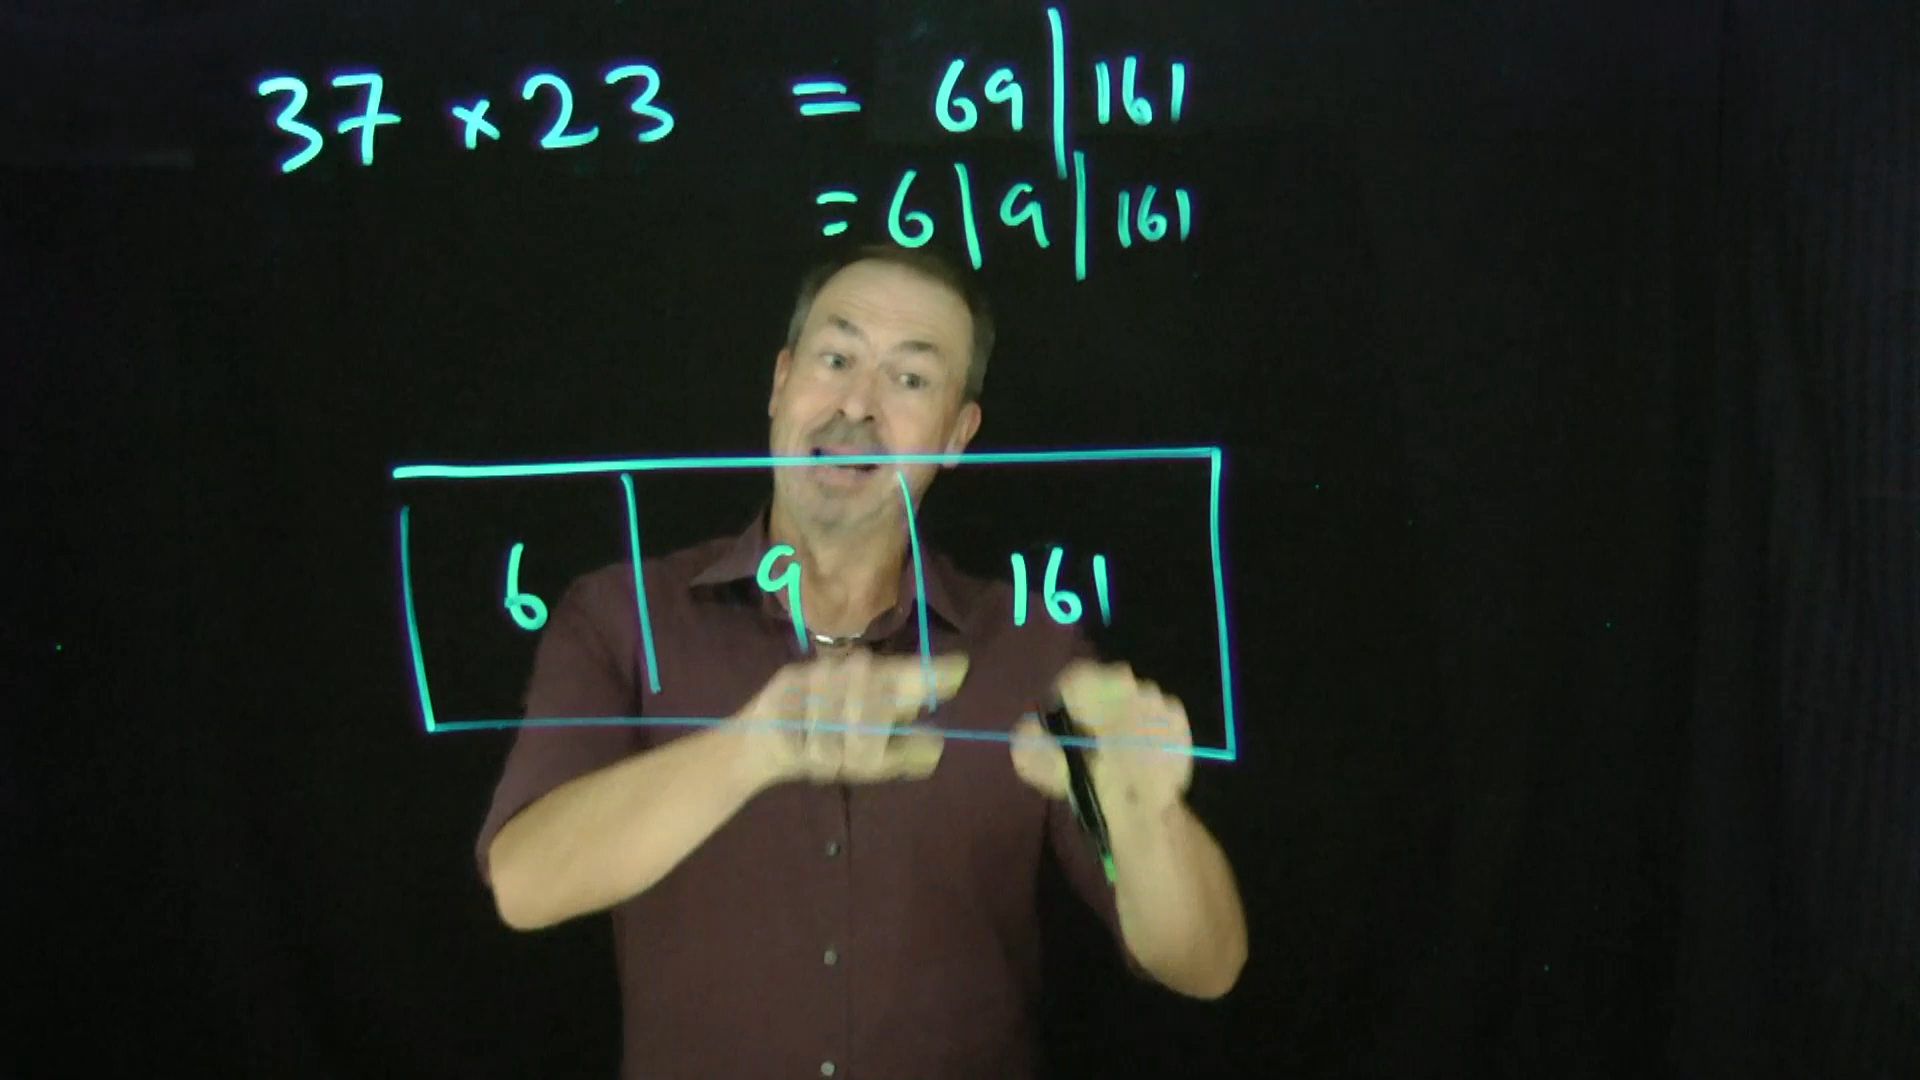 37 × 23 = 69|161
= 6|9|161
6 9 161